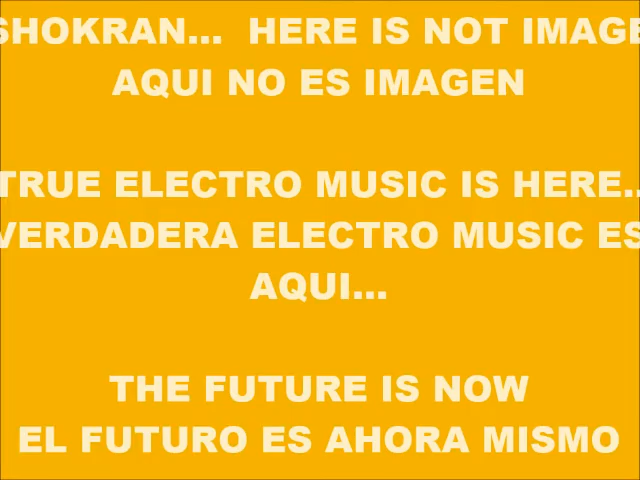 SHOKRAN... HERE IS NOT IMAGE
AQUI NO ES IMAGEN
TRUE ELECTRO MUSIC IS HERE..
VERDADERA ELECTRO MUSIC ES
AQUI...
THE FUTURE IS NOW
EL FUTURO ES AHORA MISMO